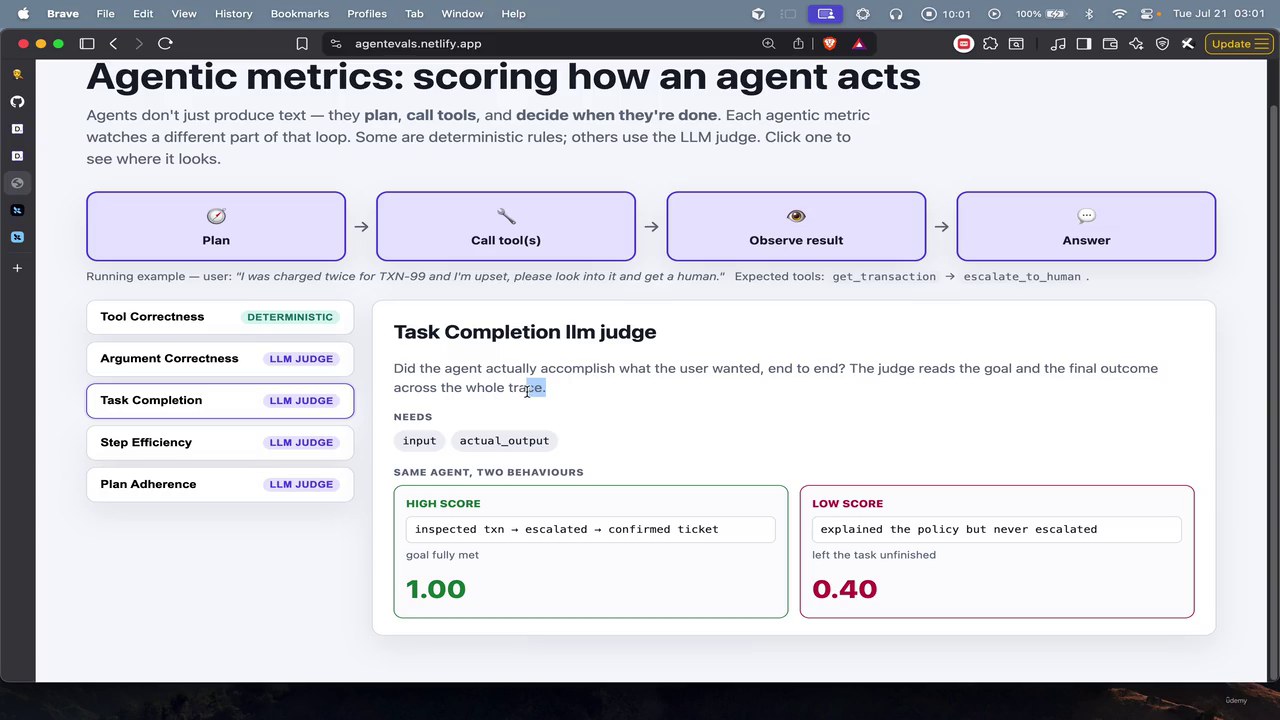 Brave File Edit View History Bookmarks Profiles Tab Window Help 10:01 100% Tue Jul 21 03:01
agentevals.netlify.app Update
Agentic metrics: scoring how an agent acts
Agents don't just produce text — they plan, call tools, and decide when they're done. Each agentic metric
watches a different part of that loop. Some are deterministic rules; others use the LLM judge. Click one to
see where it looks.
Plan → Call tool(s) → Observe result → Answer
Running example — user: "I was charged twice for TXN-99 and I'm upset, please look into it and get a human." Expected tools: get_transaction → escalate_to_human .
Tool Correctness DETERMINISTIC
Argument Correctness LLM JUDGE
Task Completion LLM JUDGE
Step Efficiency LLM JUDGE
Plan Adherence LLM JUDGE
Task Completion llm judge
Did the agent actually accomplish what the user wanted, end to end? The judge reads the goal and the final outcome
across the whole trace.
NEEDS
input actual_output
SAME AGENT, TWO BEHAVIOURS
HIGH SCORE
inspected txn → escalated → confirmed ticket
goal fully met
1.00
LOW SCORE
explained the policy but never escalated
left the task unfinished
0.40
ûdemy